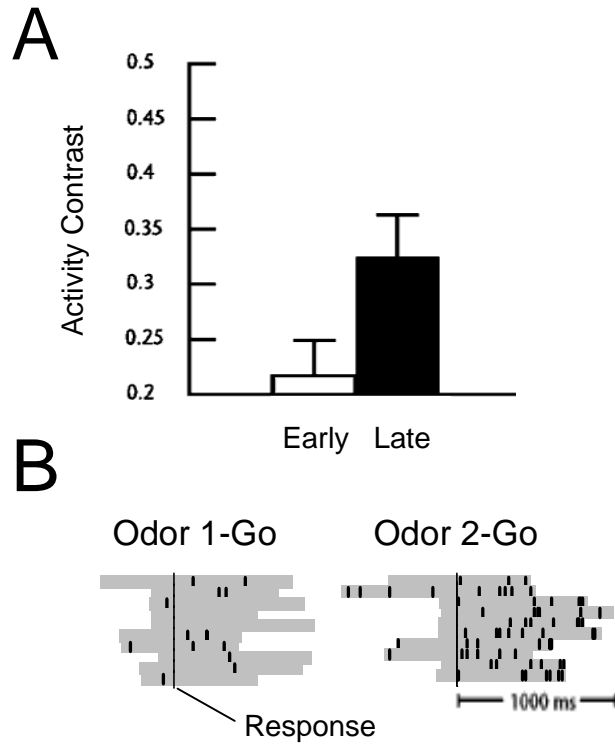 A
0.5
0.45
0.4
0.35
0.3
0.25
0.2
Activity Contrast
Early Late
B
Odor 1-Go Odor 2-Go
1000 ms
Response